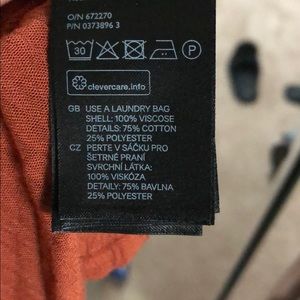 O/N 672270
P/N 0373896 3
30 P
clevercare.info
GB USE A LAUNDRY BAG
SHELL: 100% VISCOSE
DETAILS: 75% COTTON
25% POLYESTER
CZ PERTE V SÁČKU PRO
ŠETRNÉ PRANÍ
SVRCHNÍ LÁTKA:
100% VISKÓZA
DETAILY: 75% BAVLNA
25% POLYESTER